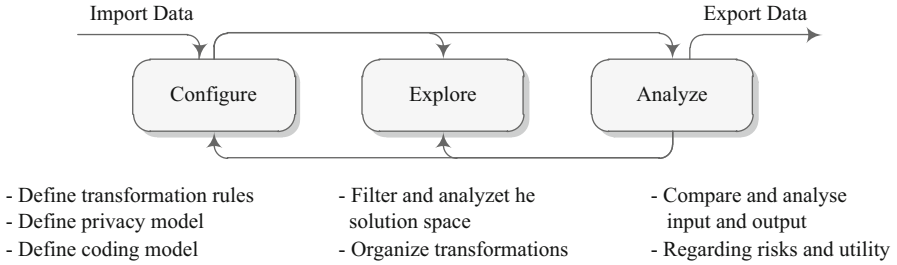 Import Data
Export Data
Configure
Explore
Analyze
- Define transformation rules
- Define privacy model
- Define coding model
- Filter and analyzet he
solution space
- Organize transformations
- Compare and analyse
input and output
- Regarding risks and utility